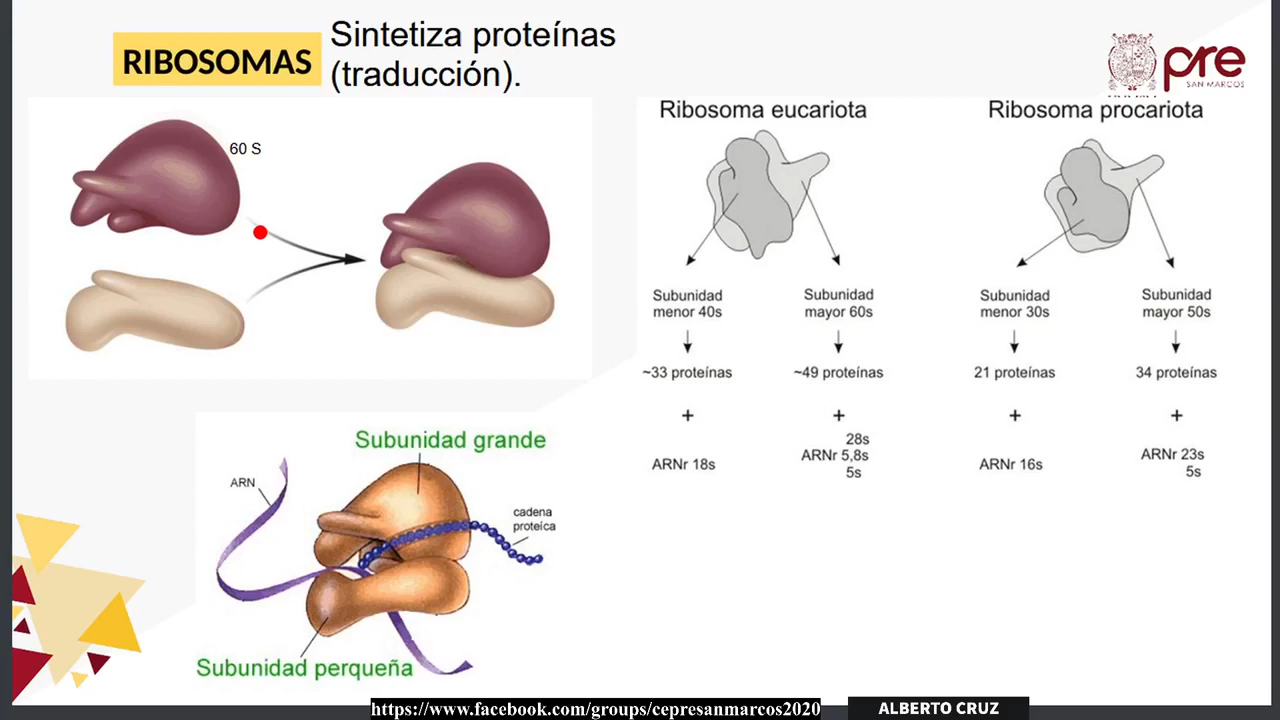 RIBOSOMAS
Sintetiza proteínas
(traducción).
pre
SAN MARCOS
60 S
Ribosoma eucariota
Ribosoma procariota
Subunidad
menor 40s
Subunidad
mayor 60s
Subunidad
menor 30s
Subunidad
mayor 50s
~33 proteínas
~49 proteínas
21 proteínas
34 proteínas
+
+
+
+
ARNr 18s
28s
ARNr 5,8s
5s
ARNr 16s
ARNr 23s
5s
Subunidad grande
ARN
cadena
proteíca
Subunidad perqueña
https://www.facebook.com/groups/cepresanmarcos2020
ALBERTO CRUZ